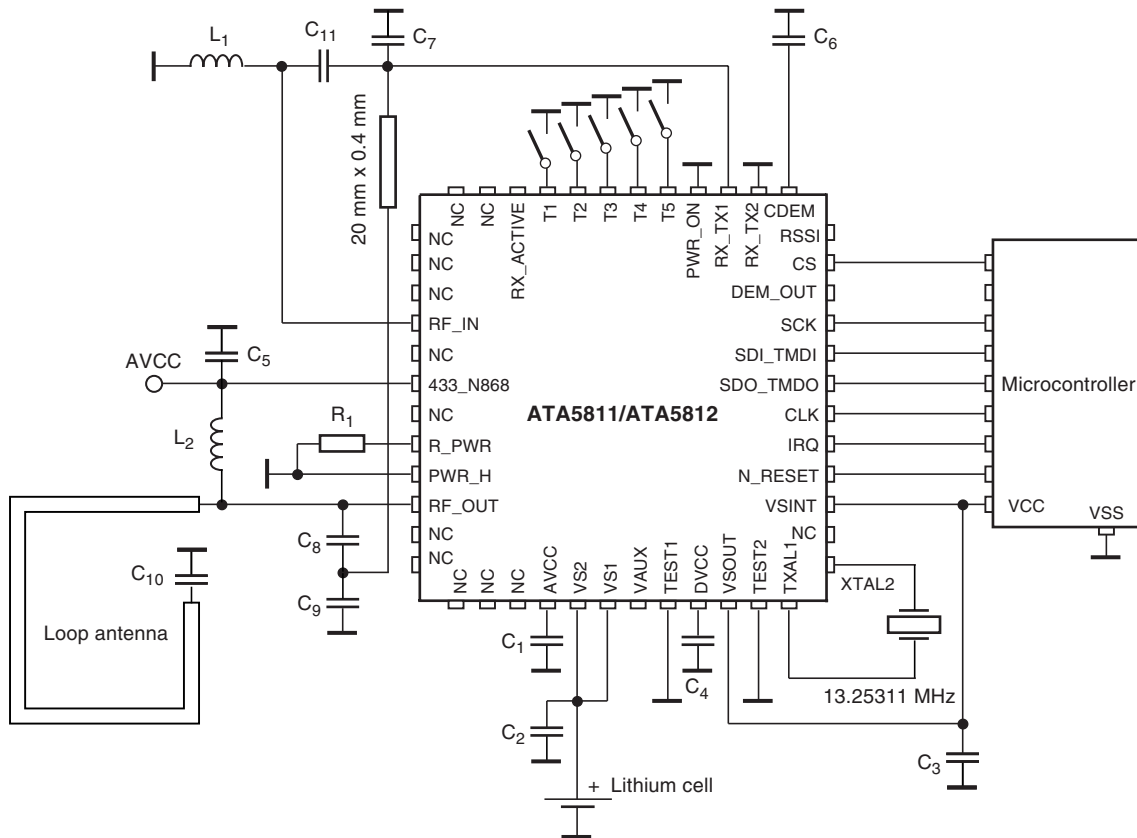 L1
C11
C7
C6
20 mm x 0.4 mm
NC
NC
RX_ACTIVE
T1
T2
T3
T4
T5
PWR_ON
RX_TX1
RX_TX2
CDEM
NC
NC
NC
RF_IN
NC
433_N868
NC
R_PWR
PWR_H
RF_OUT
NC
NC
RSSI
CS
DEM_OUT
SCK
SDI_TMDI
SDO_TMDO
CLK
IRQ
N_RESET
VSINT
NC
XTAL2
ATA5811/ATA5812
Microcontroller
VCC
VSS
AVCC
C5
L2
R1
C8
C9
C10
Loop antenna
NC
NC
NC
AVCC
VS2
VS1
VAUX
TEST1
DVCC
VSOUT
TEST2
TXAL1
C1
C4
C2
13.25311 MHz
C3
+ Lithium cell